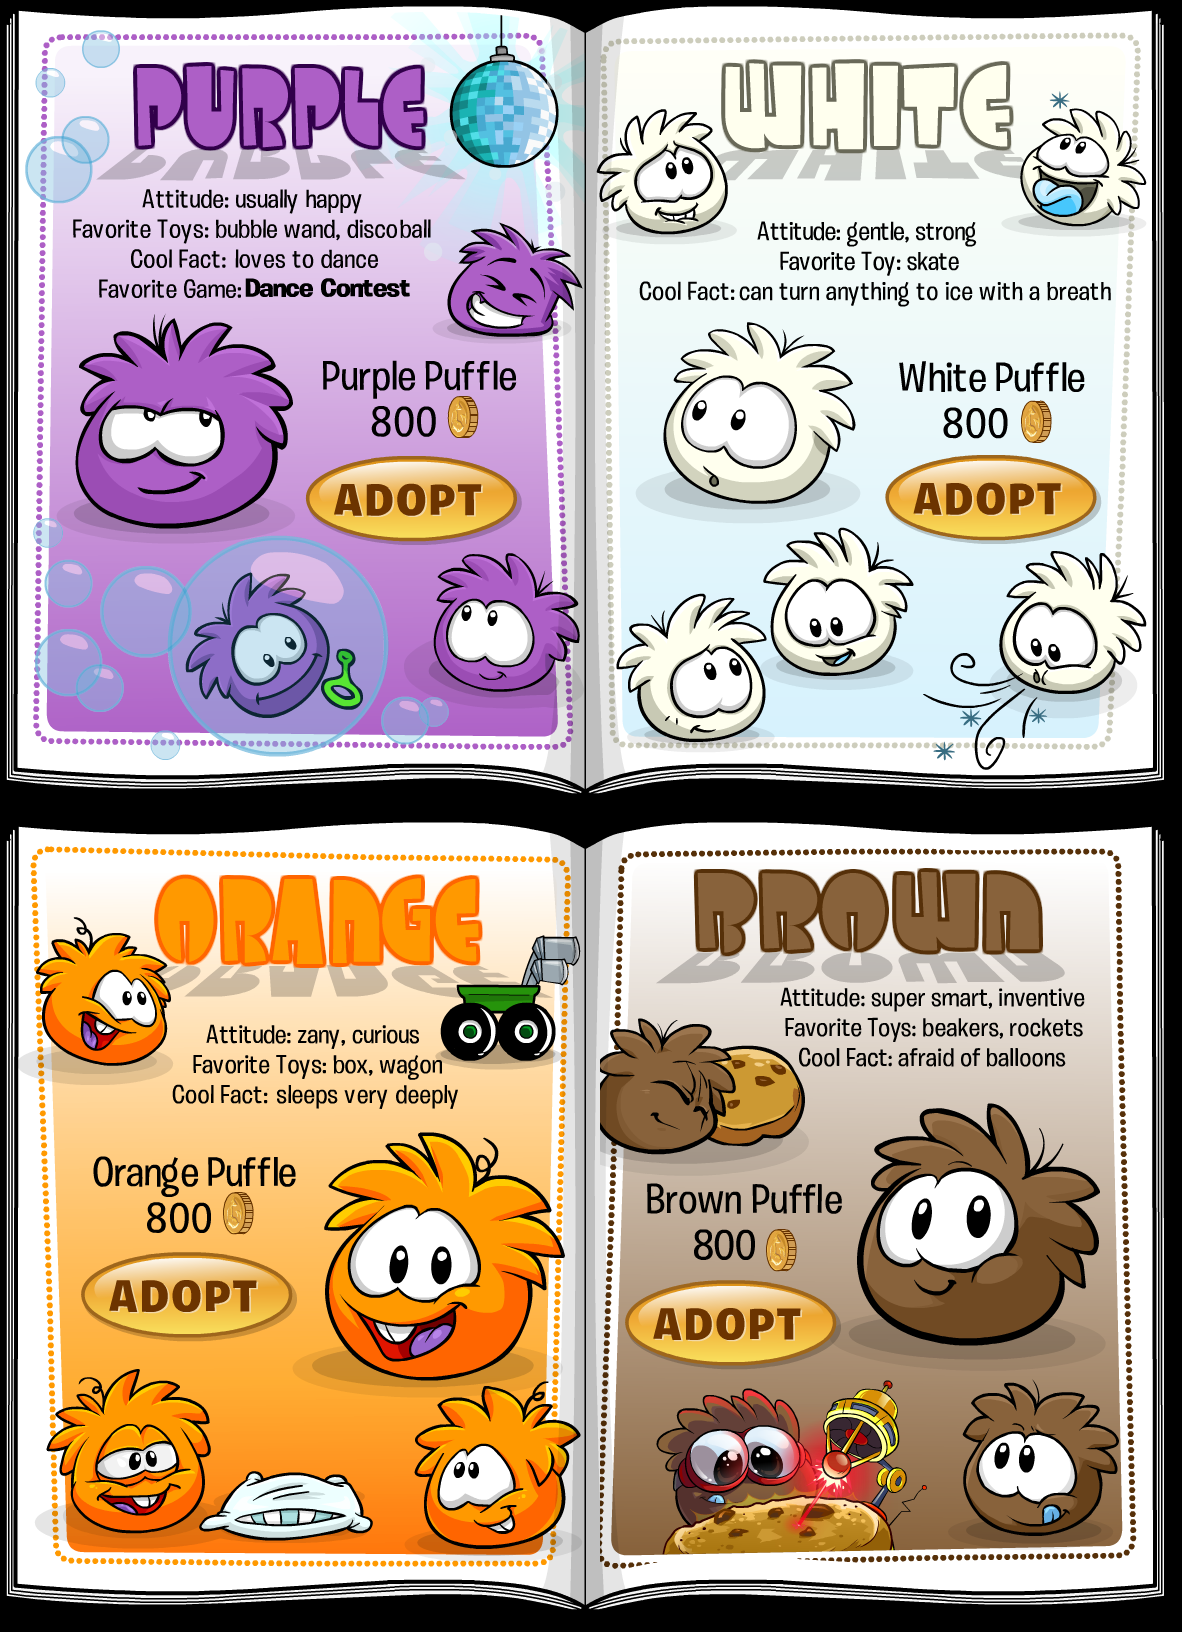 PURPLE
Attitude: usually happy
Favorite Toys: bubble wand, discoball
Cool Fact: loves to dance
Favorite Game: Dance Contest
Purple Puffle
800
ADOPT
WHITE
Attitude: gentle, strong
Favorite Toy: skate
Cool Fact: can turn anything to ice with a breath
White Puffle
800
ADOPT
ORANGE
Attitude: zany, curious
Favorite Toys: box, wagon
Cool Fact: sleeps very deeply
Orange Puffle
800
ADOPT
BROWN
Attitude: super smart, inventive
Favorite Toys: beakers, rockets
Cool Fact: afraid of balloons
Brown Puffle
800
ADOPT